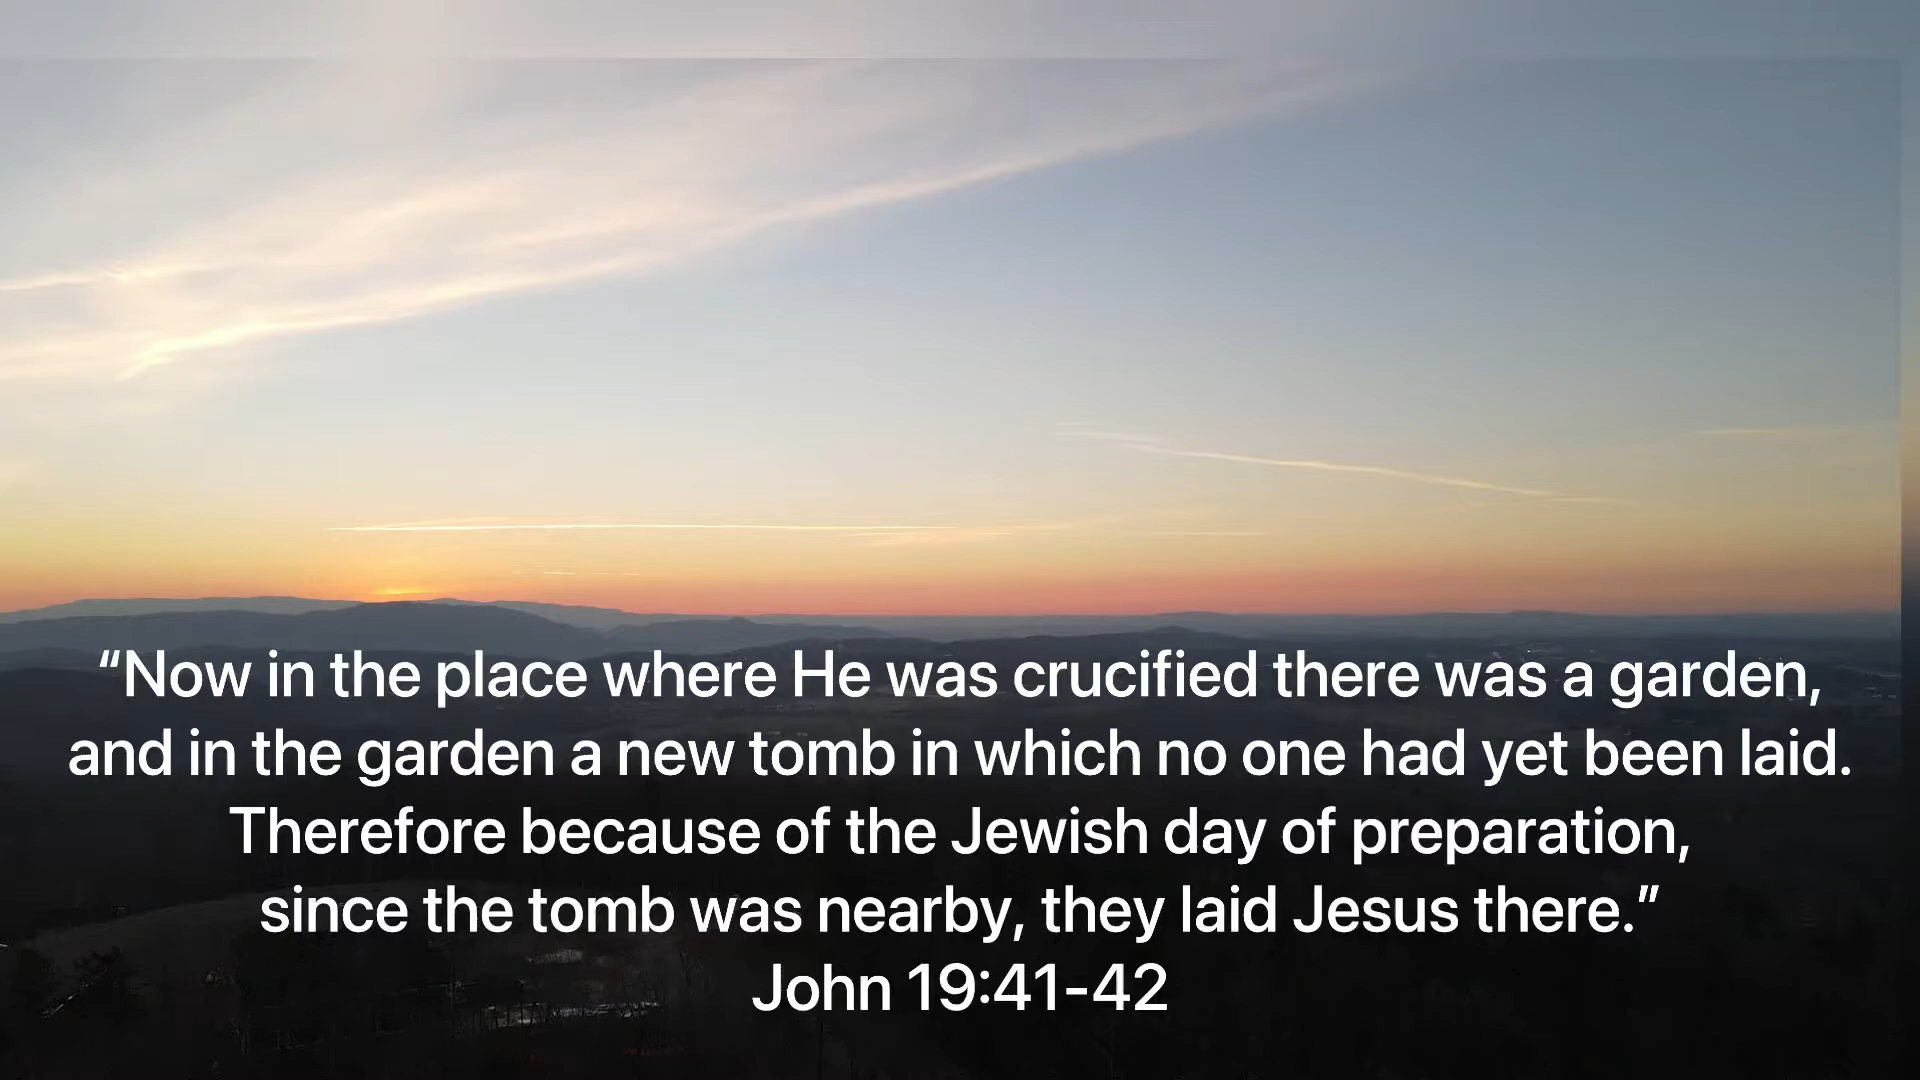 “Now in the place where He was crucified there was a garden,
and in the garden a new tomb in which no one had yet been laid.
Therefore because of the Jewish day of preparation,
since the tomb was nearby, they laid Jesus there.”
John 19:41-42